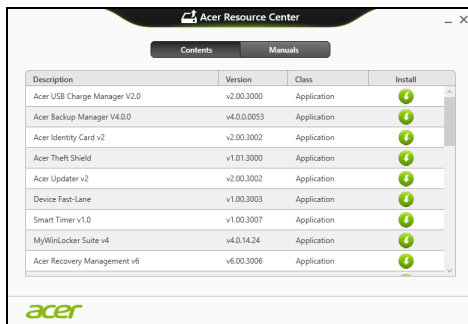 Acer Resource Center
Contents Manuals
Description Version Class Install
Acer USB Charge Manager V2.0 v2.00.3000 Application
Acer Backup Manager V4.0.0 v4.0.0.0053 Application
Acer Identity Card v2 v2.00.3002 Application
Acer Theft Shield v1.01.3000 Application
Acer Updater v2 v2.00.3002 Application
Device Fast-Lane v1.00.3003 Application
Smart Timer v1.0 v1.00.3007 Application
MyWinLocker Suite v4 v4.0.14.24 Application
Acer Recovery Management v6 v6.00.3006 Application
acer